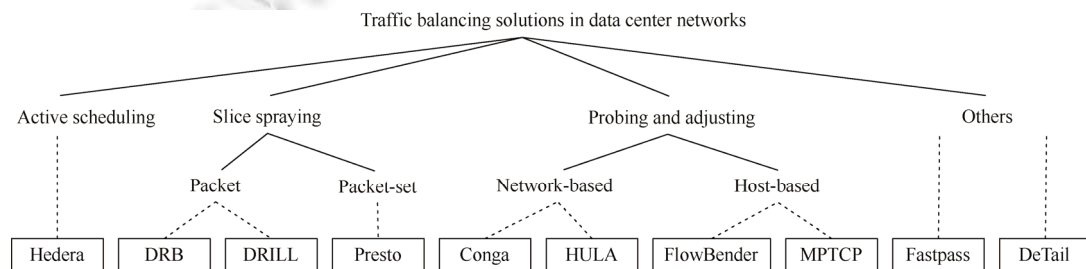 Traffic balancing solutions in data center networks
Active scheduling
Slice spraying
Probing and adjusting
Others
Packet
Packet-set
Network-based
Host-based
Hedera
DRB
DRILL
Presto
Conga
HULA
FlowBender
MPTCP
Fastpass
DeTail